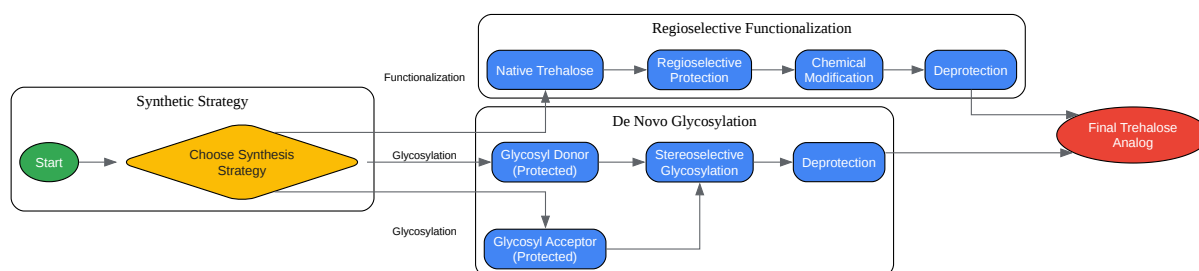 Regioselective Functionalization
Functionalization
Native Trehalose
Regioselective
Protection
Chemical
Modification
Deprotection
Synthetic Strategy
Start
Choose Synthesis
Strategy
De Novo Glycosylation
Glycosylation
Glycosyl Donor
(Protected)
Stereoselective
Glycosylation
Deprotection
Glycosylation
Glycosyl Acceptor
(Protected)
Final Trehalose
Analog